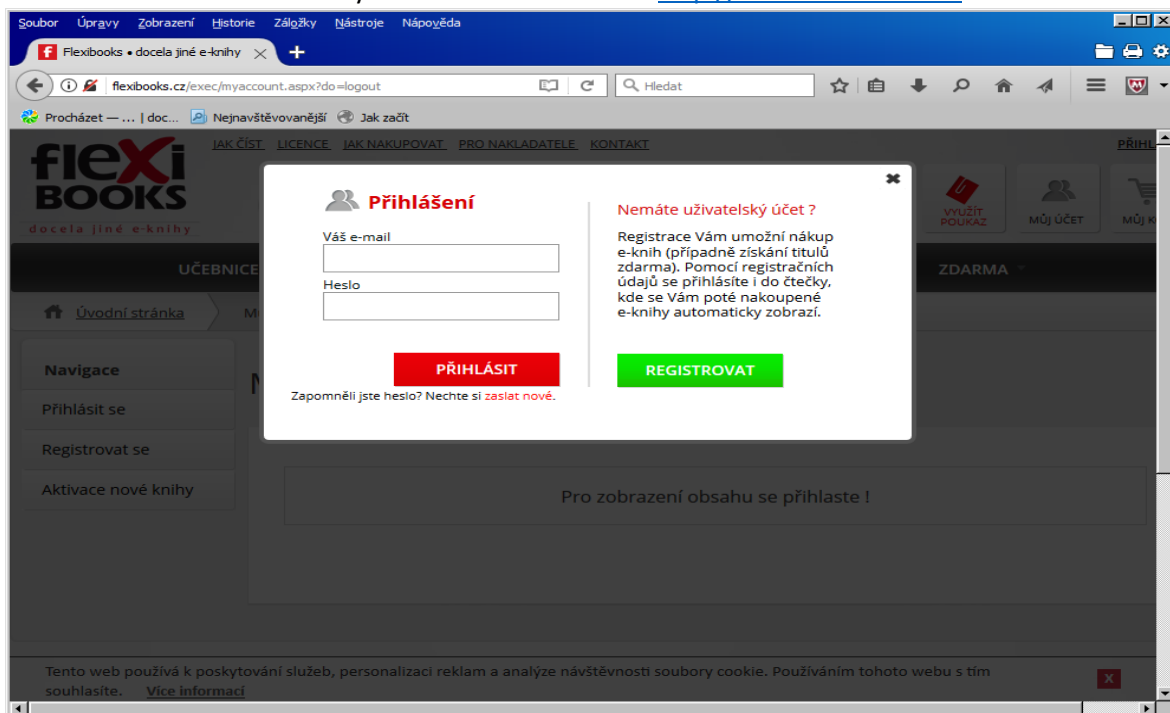 Soubor Úpravy Zobrazení Historie Záložky Nástroje Nápověda
Flexibooks • docela jiné e-knihy
flexibooks.cz/exec/myaccount.aspx?do=logout
Hledat
Procházet — ... | doc... Nejnavštěvovanější Jak začít
flexi
BOOKS
docela jiné e-knihy
JAK ČÍST LICENCE JAK NAKUPOVAT PRO NAKLADATELE KONTAKT
VYUŽÍT
POUKAZ
MŮJ ÚČET
MŮJ
UČEBNICE
ZDARMA
Úvodní stránka
Navigace
Přihlásit se
Registrovat se
Aktivace nové knihy
Přihlášení
Váš e-mail
Heslo
PŘIHLÁSIT
Zapomněli jste heslo? Nechte si zaslat nové.
Nemáte uživatelský účet ?
Registrace Vám umožní nákup
e-knih (případně získání titulů
zdarma). Pomocí registračních
údajů se přihlásíte i do čtečky,
kde se Vám poté nakoupené
e-knihy automaticky zobrazí.
REGISTROVAT
Pro zobrazení obsahu se přihlaste !
Tento web používá k poskytování služeb, personalizaci reklam a analýze návštěvnosti soubory cookie. Používáním tohoto webu s tím
souhlasíte. Více informací
X